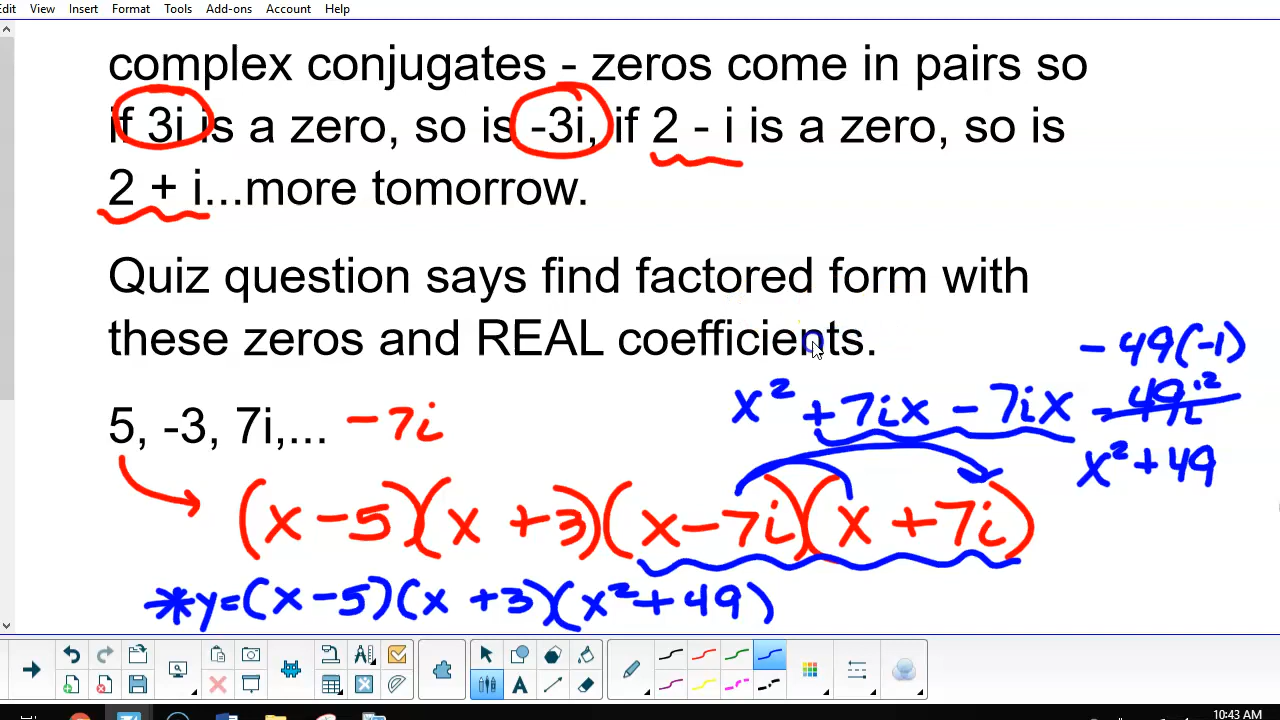 Edit View Insert Format Tools Add-ons Account Help
complex conjugates - zeros come in pairs so
if 3i is a zero, so is -3i, if 2 - i is a zero, so is
2 + i...more tomorrow.
Quiz question says find factored form with
these zeros and REAL coefficients.
-49(-1)
x² +7ix -7ix -49i²
x²+49
5, -3, 7i,... -7i
(x-5)(x+3)(x-7i)(x+7i)
*y=(x-5)(x+3)(x²+49)
A
10:43 AM